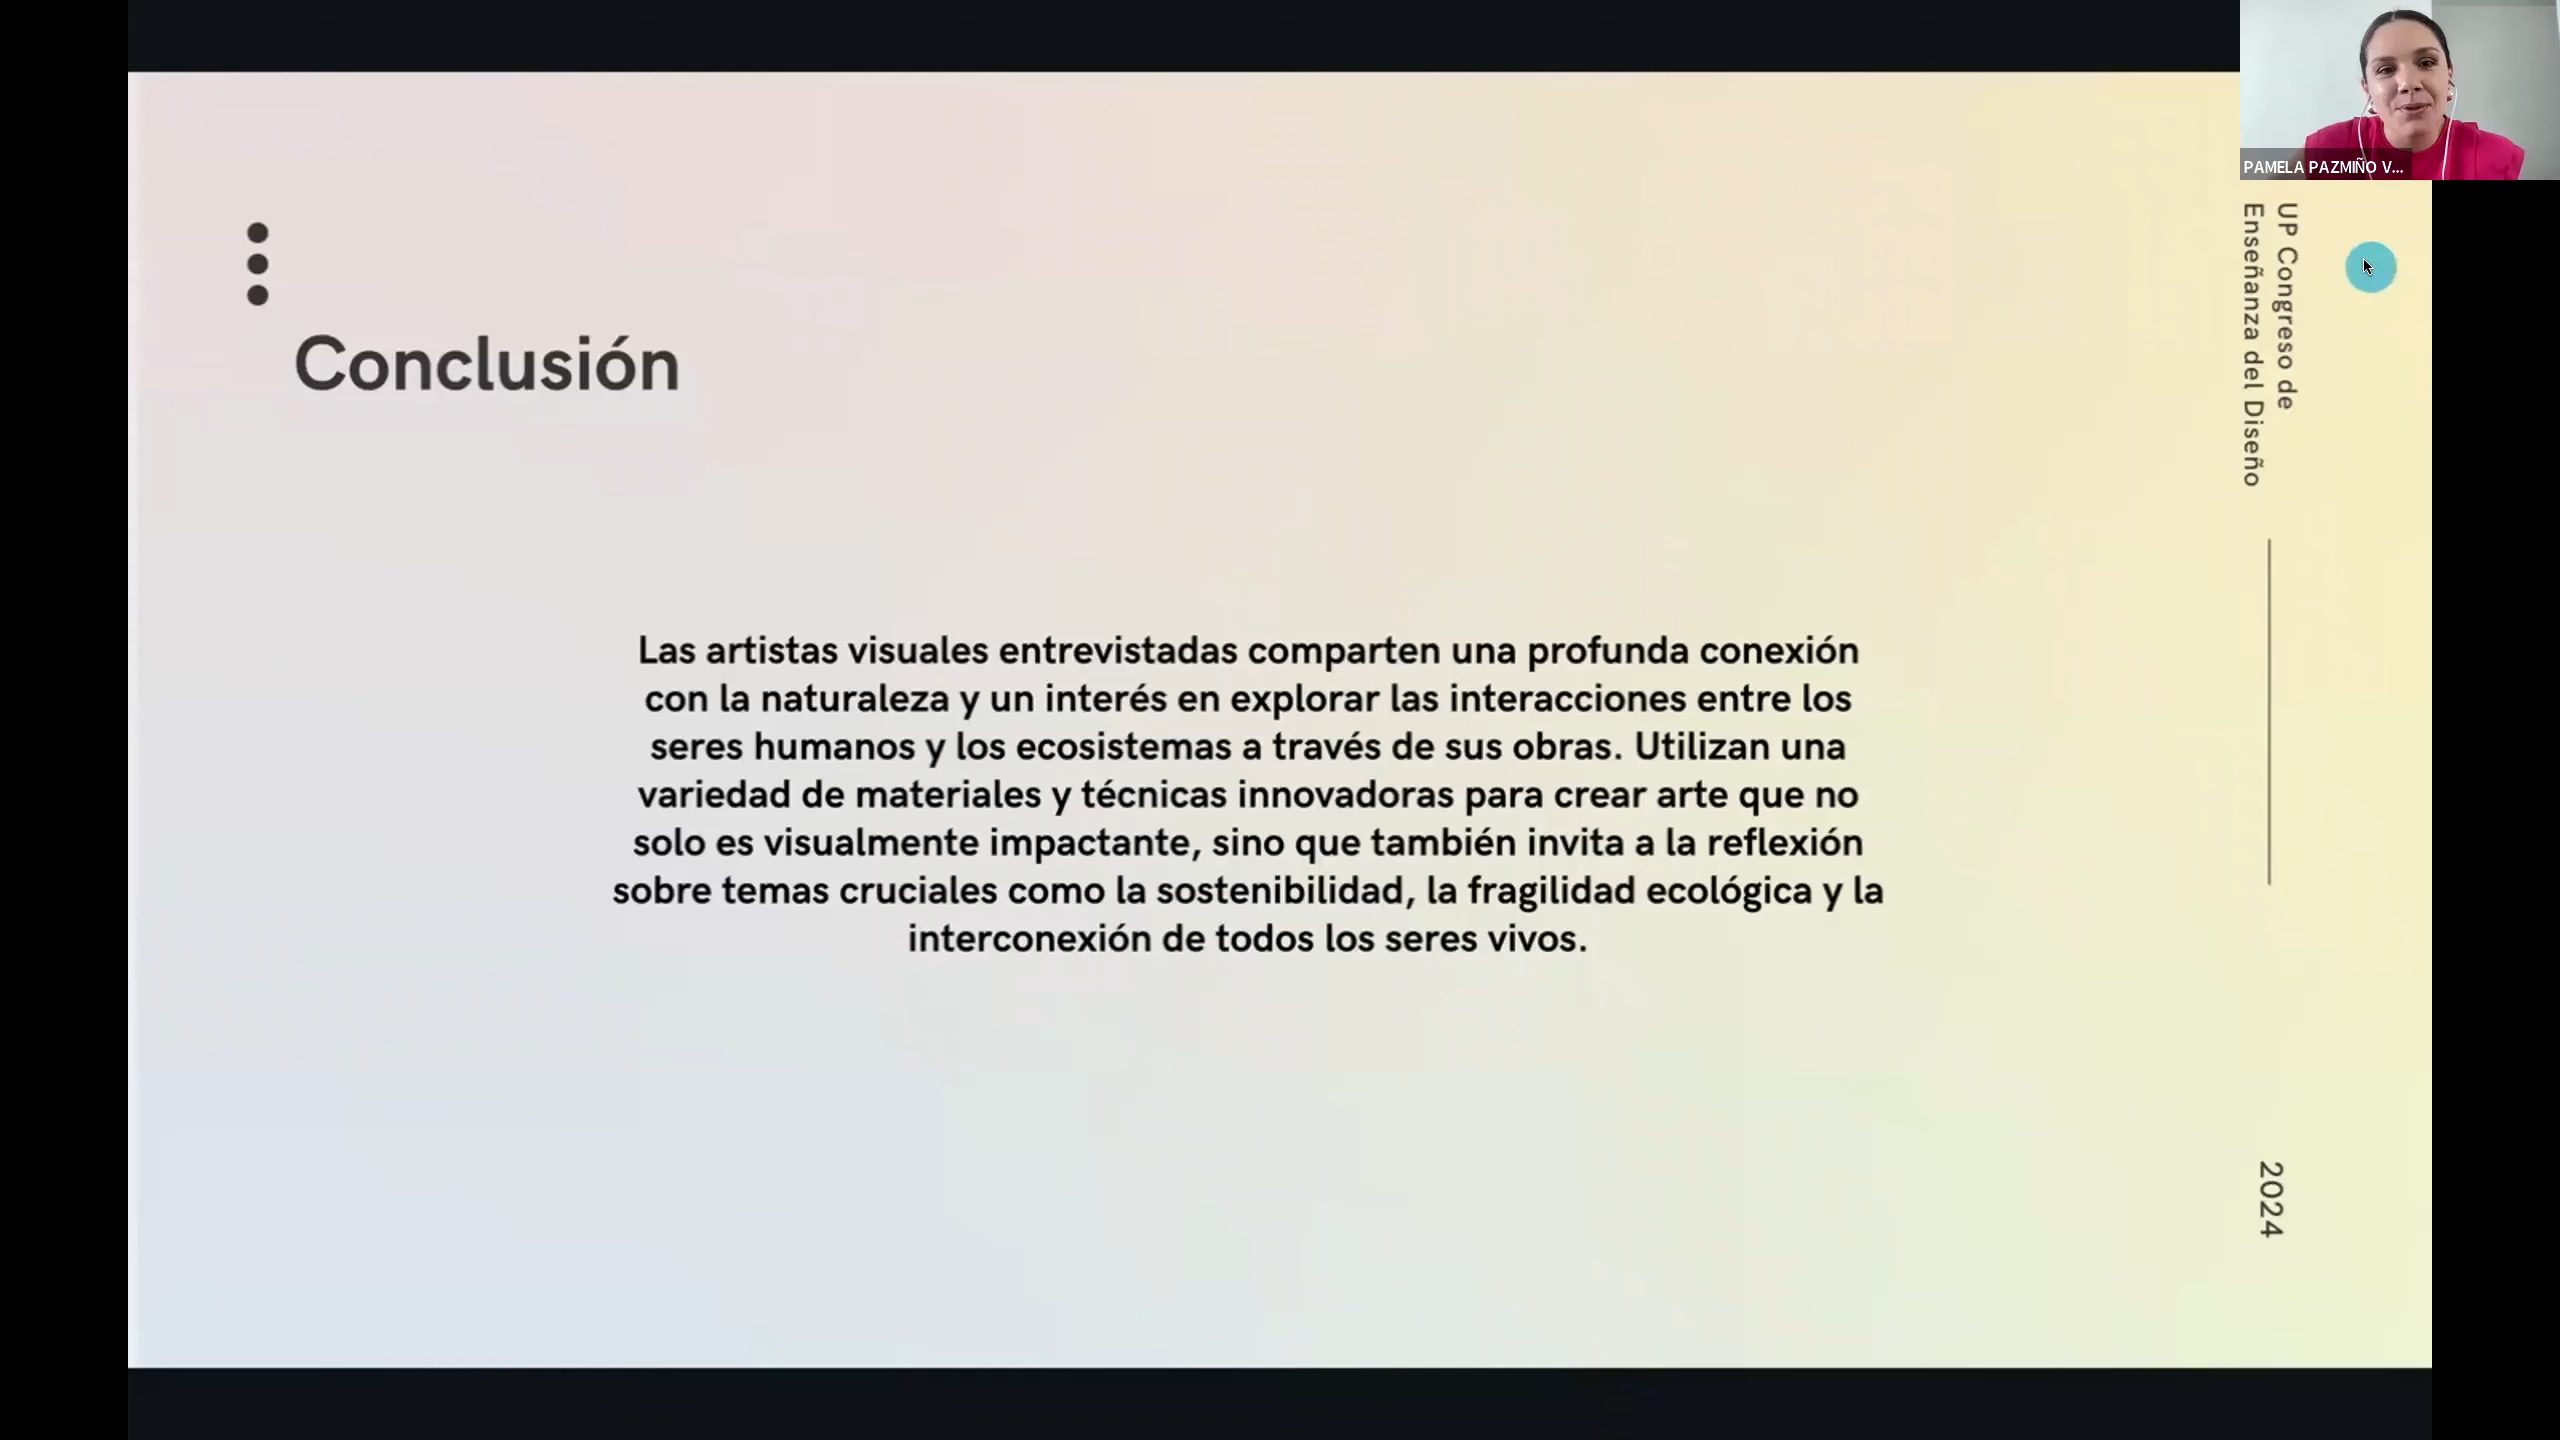 PAMELA PAZMIÑO V...
UP Congreso de
Enseñanza del Diseño
Conclusión
Las artistas visuales entrevistadas comparten una profunda conexión
con la naturaleza y un interés en explorar las interacciones entre los
seres humanos y los ecosistemas a través de sus obras. Utilizan una
variedad de materiales y técnicas innovadoras para crear arte que no
solo es visualmente impactante, sino que también invita a la reflexión
sobre temas cruciales como la sostenibilidad, la fragilidad ecológica y la
interconexión de todos los seres vivos.
2024